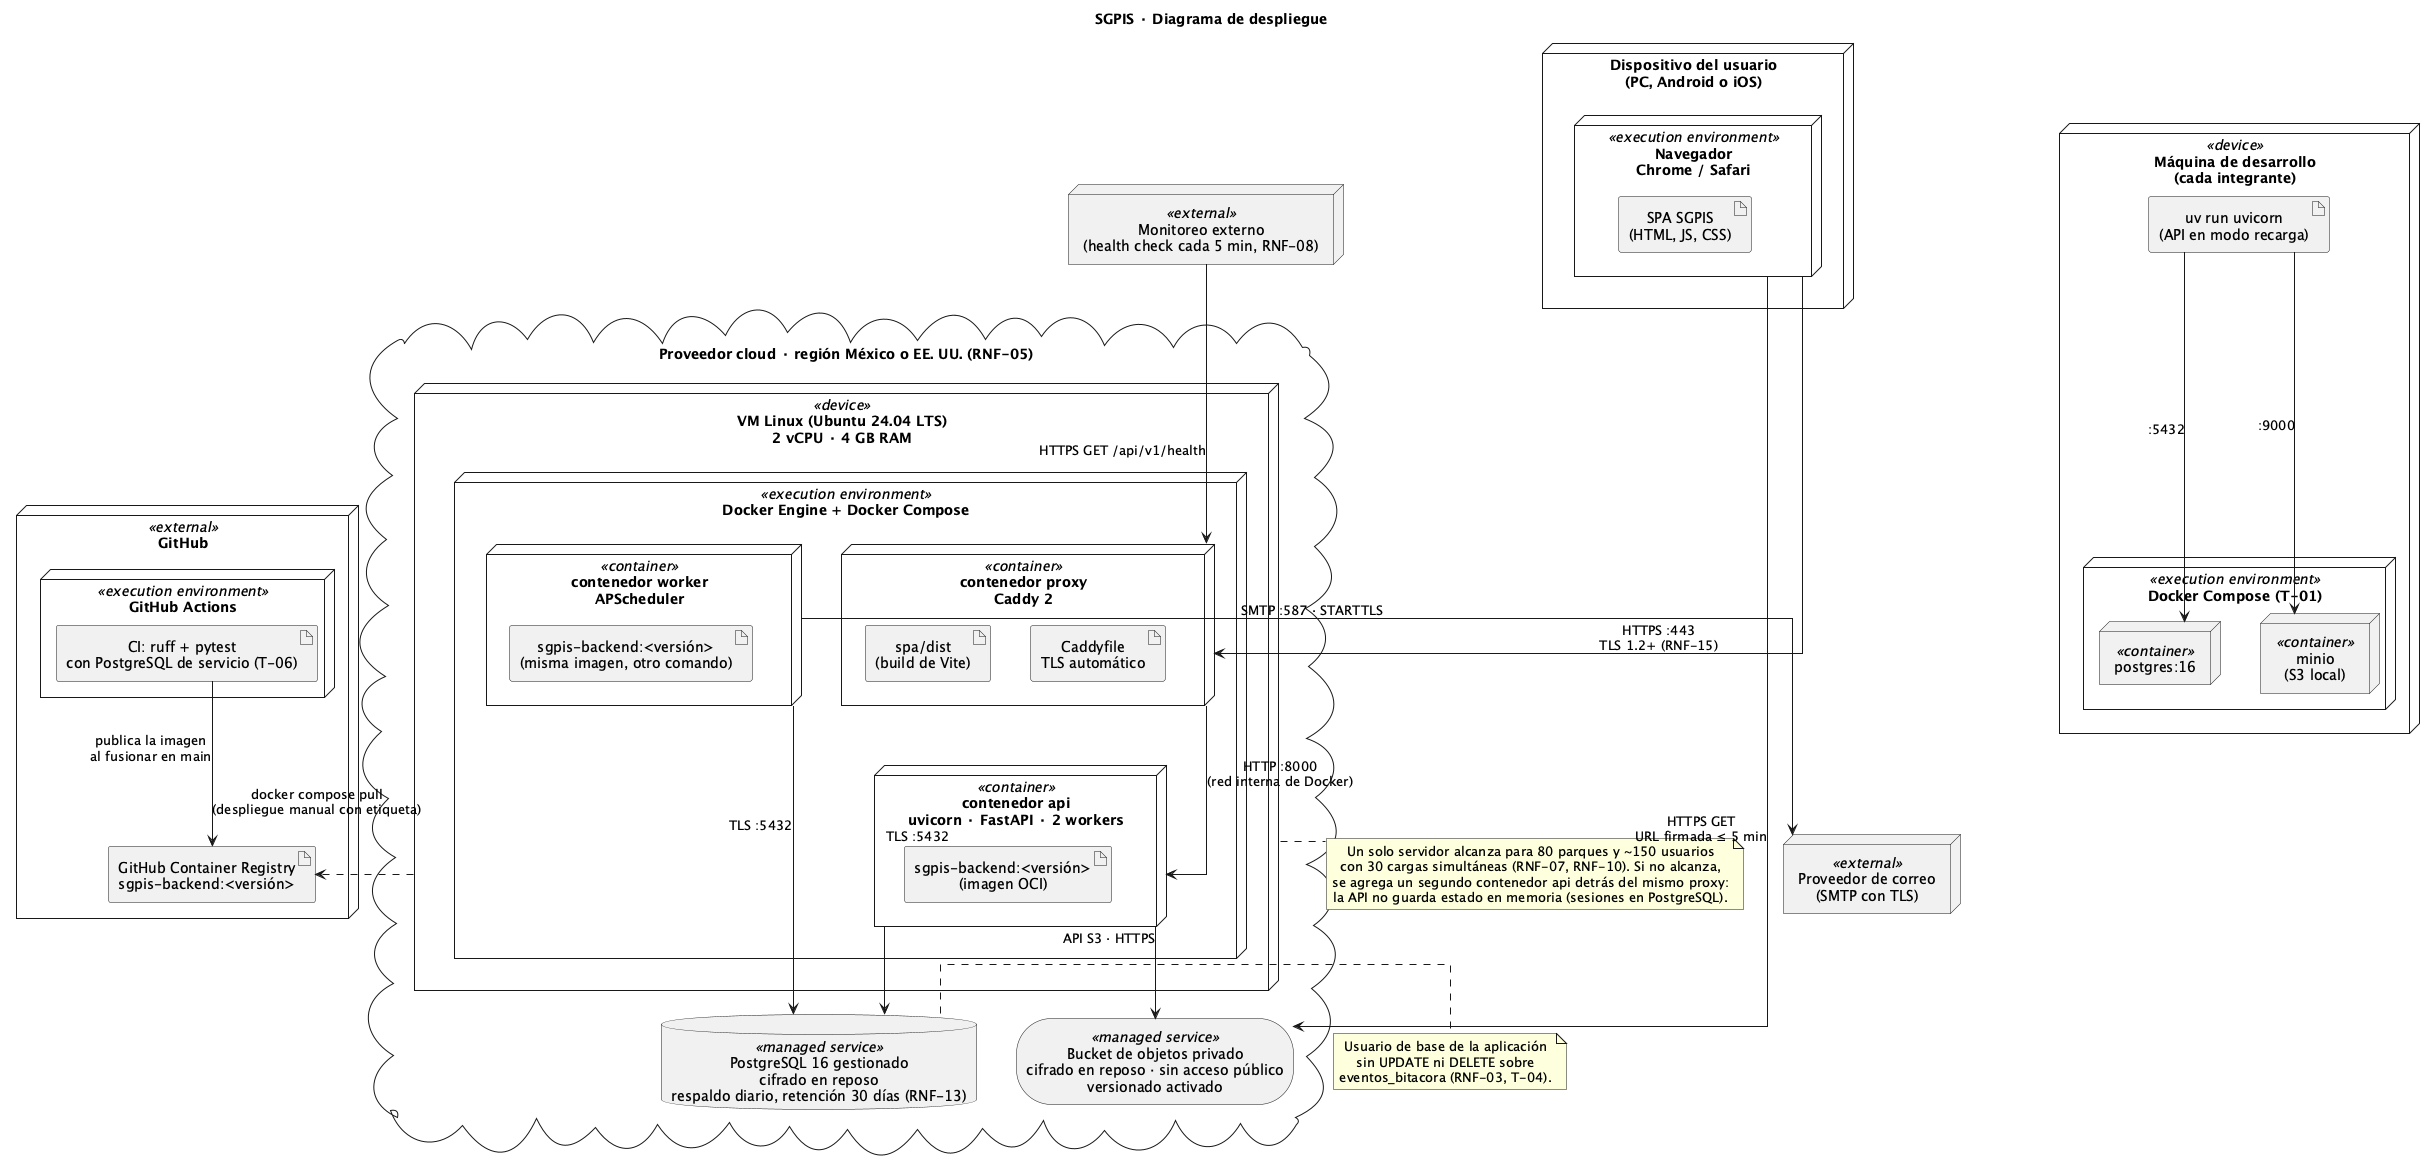 SGPIS · Diagrama de despliegue
Dispositivo del usuario
(PC, Android o iOS)
«execution environment»
Navegador
Chrome / Safari
SPA SGPIS
(HTML, JS, CSS)
«device»
Máquina de desarrollo
(cada integrante)
uv run uvicorn
(API en modo recarga)
:5432
:9000
«execution environment»
Docker Compose (T-01)
«container»
postgres:16
«container»
minio
(S3 local)
«external»
Monitoreo externo
(health check cada 5 min, RNF-08)
HTTPS GET /api/v1/health
Proveedor cloud · región México o EE. UU. (RNF-05)
«device»
VM Linux (Ubuntu 24.04 LTS)
2 vCPU · 4 GB RAM
«execution environment»
Docker Engine + Docker Compose
«container»
contenedor worker
APScheduler
sgpis-backend:<versión>
(misma imagen, otro comando)
«container»
contenedor proxy
Caddy 2
spa/dist
(build de Vite)
Caddyfile
TLS automático
SMTP :587 · STARTTLS
HTTPS :443
TLS 1.2+ (RNF-15)
«external»
GitHub
«execution environment»
GitHub Actions
CI: ruff + pytest
con PostgreSQL de servicio (T-06)
publica la imagen
al fusionar en main
docker compose pull
(despliegue manual con etiqueta)
GitHub Container Registry
sgpis-backend:<versión>
HTTP :8000
(red interna de Docker)
«container»
contenedor api
uvicorn · FastAPI · 2 workers
TLS :5432
TLS :5432
sgpis-backend:<versión>
(imagen OCI)
API S3 · HTTPS
HTTPS GET
URL firmada ≤ 5 min
Un solo servidor alcanza para 80 parques y ~150 usuarios
con 30 cargas simultáneas (RNF-07, RNF-10). Si no alcanza,
se agrega un segundo contenedor api detrás del mismo proxy:
la API no guarda estado en memoria (sesiones en PostgreSQL).
«external»
Proveedor de correo
(SMTP con TLS)
«managed service»
PostgreSQL 16 gestionado
cifrado en reposo
respaldo diario, retención 30 días (RNF-13)
«managed service»
Bucket de objetos privado
cifrado en reposo · sin acceso público
versionado activado
Usuario de base de la aplicación
sin UPDATE ni DELETE sobre
eventos_bitacora (RNF-03, T-04).